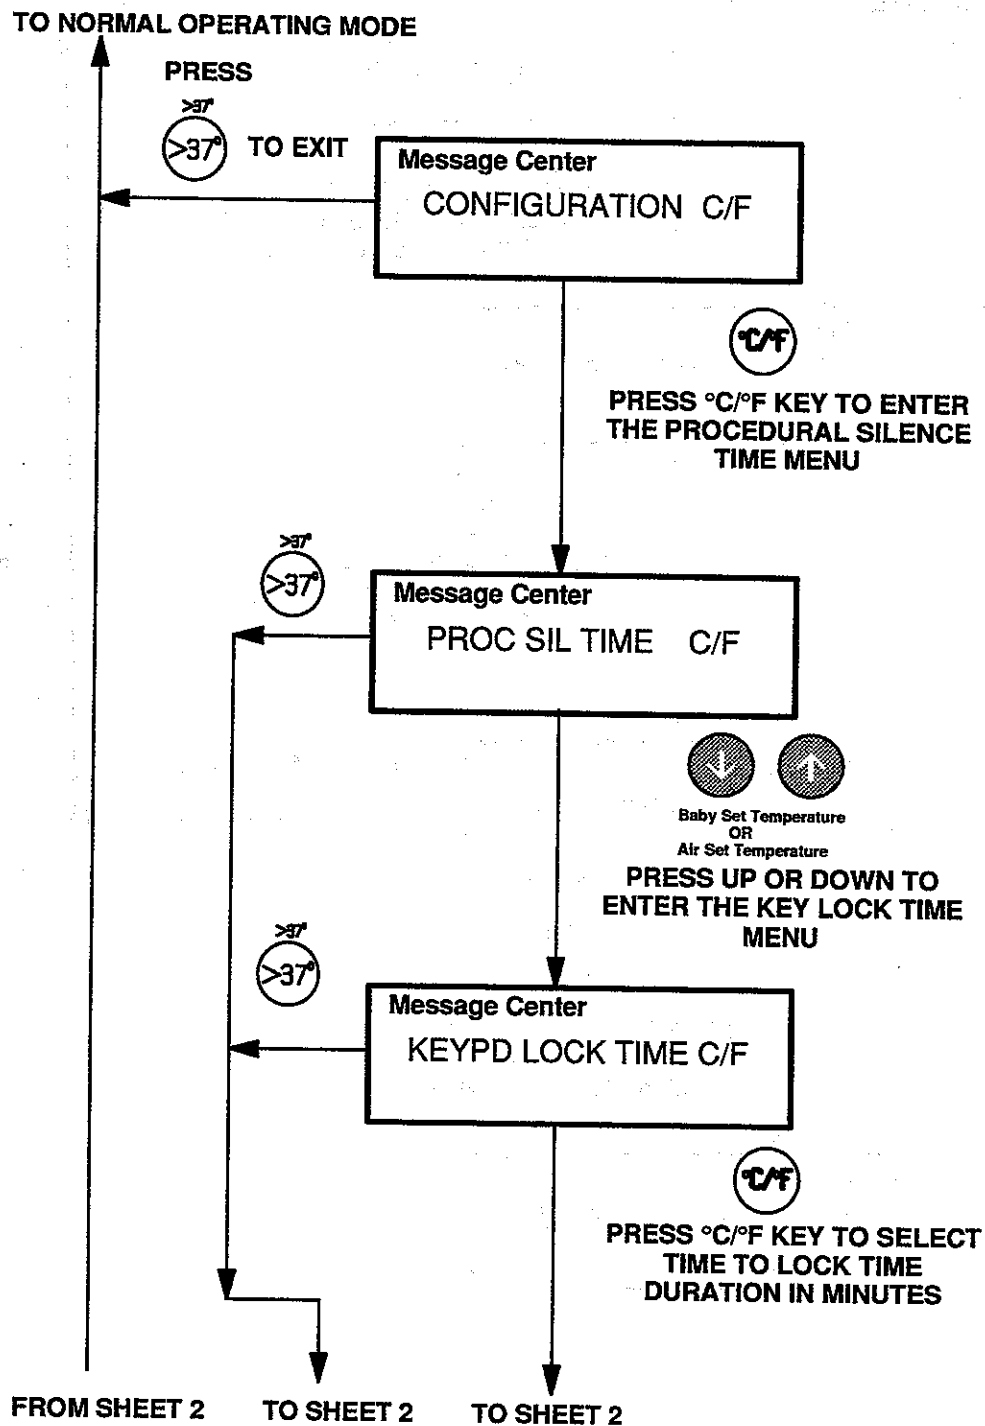 TO NORMAL OPERATING MODE
PRESS
>37°
>37°
TO EXIT
Message Center
CONFIGURATION C/F
°C/°F
PRESS °C/°F KEY TO ENTER
THE PROCEDURAL SILENCE
TIME MENU
>37°
>37°
Message Center
PROC SIL TIME C/F
Baby Set Temperature
OR
Air Set Temperature
PRESS UP OR DOWN TO
ENTER THE KEY LOCK TIME
MENU
>37°
>37°
Message Center
KEYPD LOCK TIME C/F
°C/°F
PRESS °C/°F KEY TO SELECT
TIME TO LOCK TIME
DURATION IN MINUTES
FROM SHEET 2
TO SHEET 2
TO SHEET 2